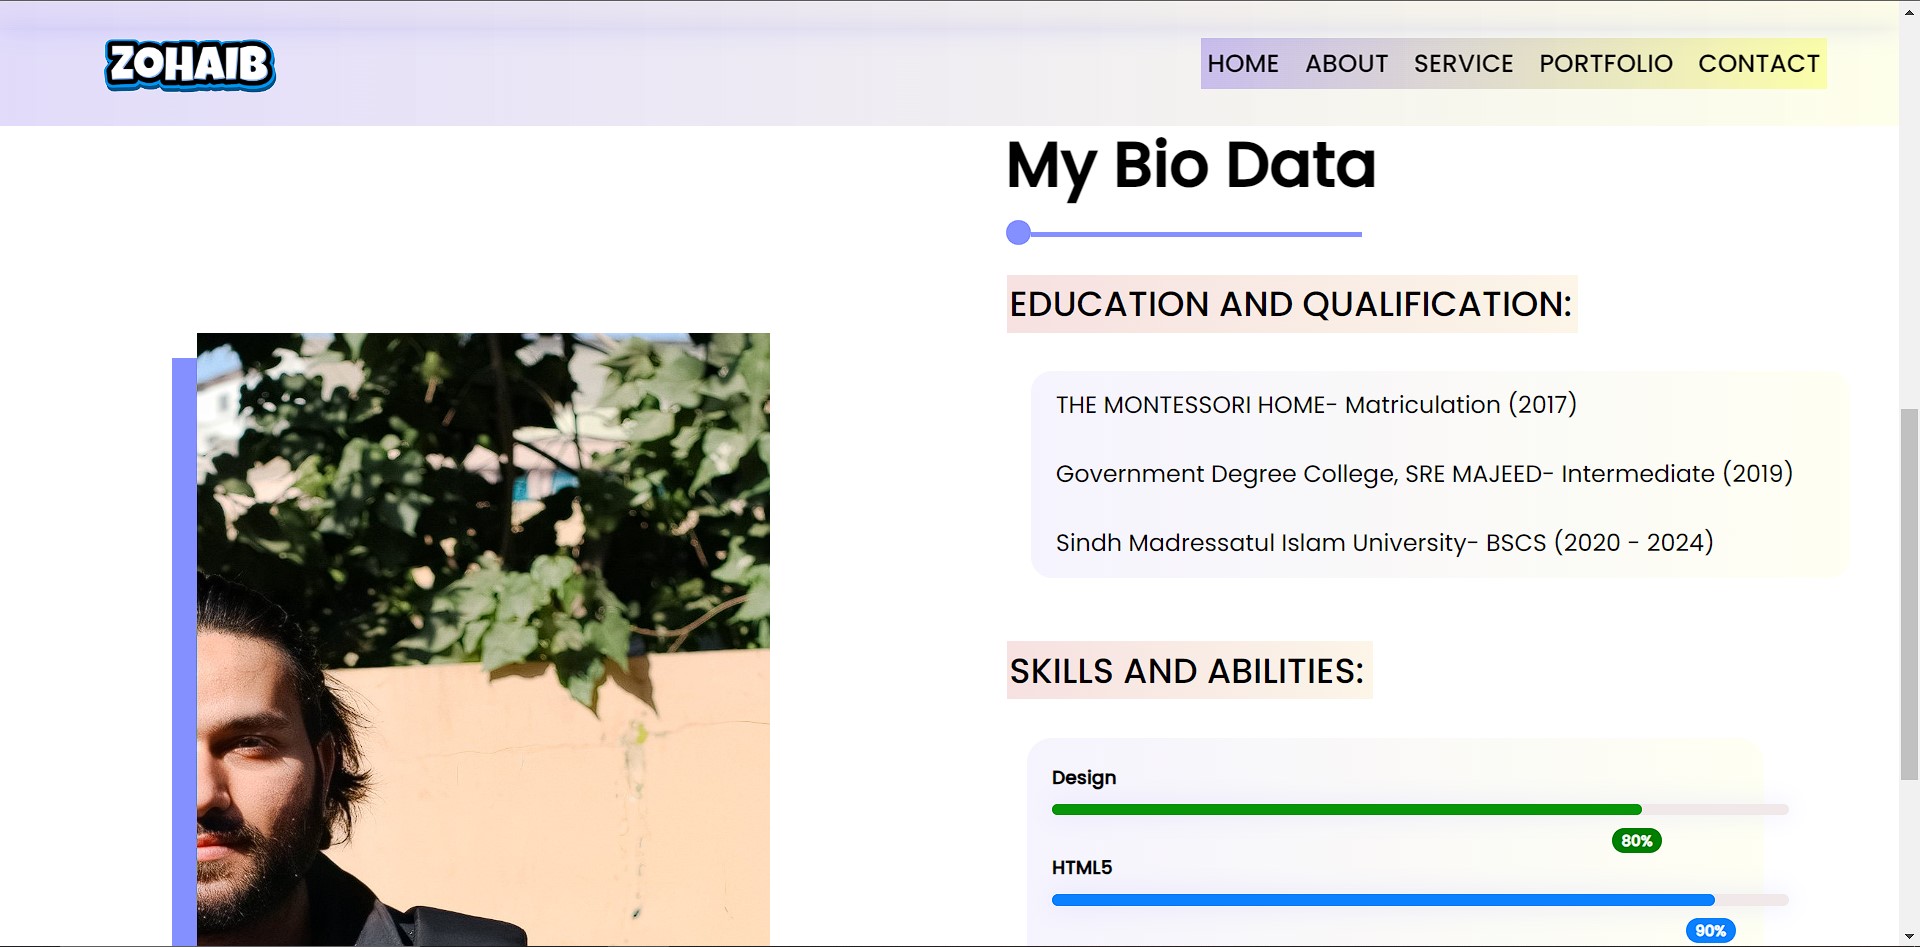 ZOHAIB
HOME ABOUT SERVICE PORTFOLIO CONTACT
My Bio Data
EDUCATION AND QUALIFICATION:
THE MONTESSORI HOME- Matriculation (2017)
Government Degree College, SRE MAJEED- Intermediate (2019)
Sindh Madressatul Islam University- BSCS (2020 - 2024)
SKILLS AND ABILITIES:
Design
80%
HTML5
90%